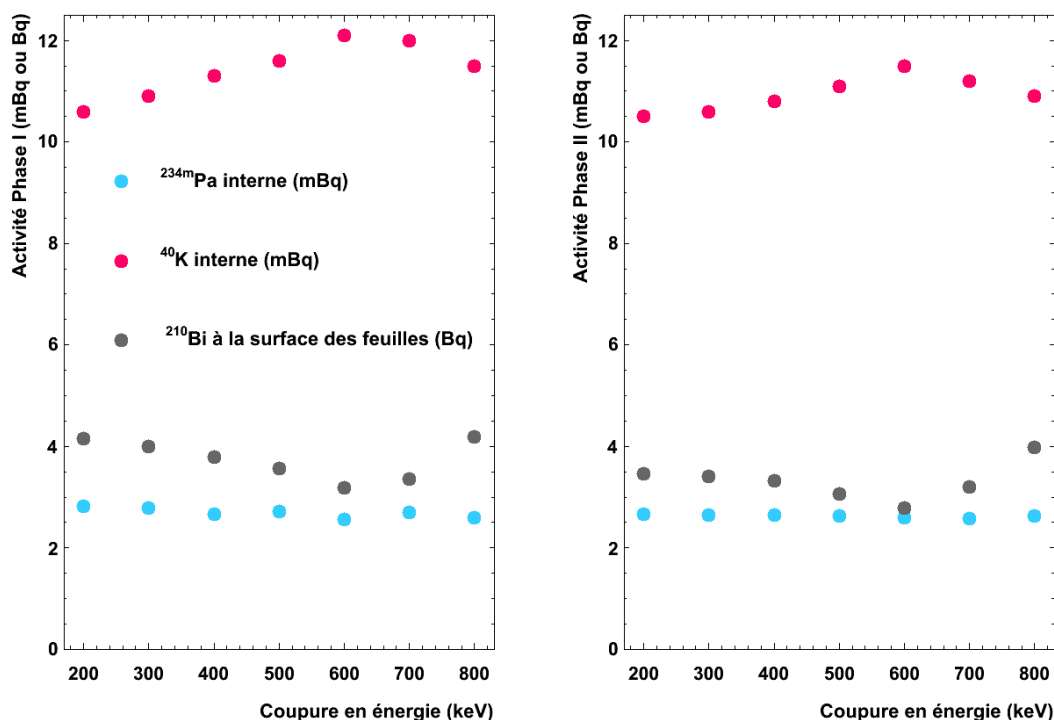 Activité Phase I (mBq ou Bq)
12
10
8
6
4
2
0
234mPa interne (mBq)
40K interne (mBq)
210Bi à la surface des feuilles (Bq)
200 300 400 500 600 700 800
Coupure en énergie (keV)
Activité Phase II (mBq ou Bq)
12
10
8
6
4
2
0
200 300 400 500 600 700 800
Coupure en énergie (keV)